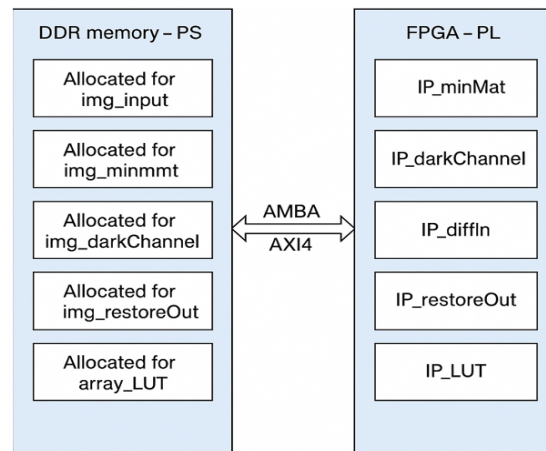 DDR memory – PS
Allocated for
img_input
Allocated for
img_minmmt
Allocated for
img_darkChannel
Allocated for
img_restoreOut
Allocated for
array_LUT
AMBA
AXI4
FPGA – PL
IP_minMat
IP_darkChannel
IP_diffIn
IP_restoreOut
IP_LUT